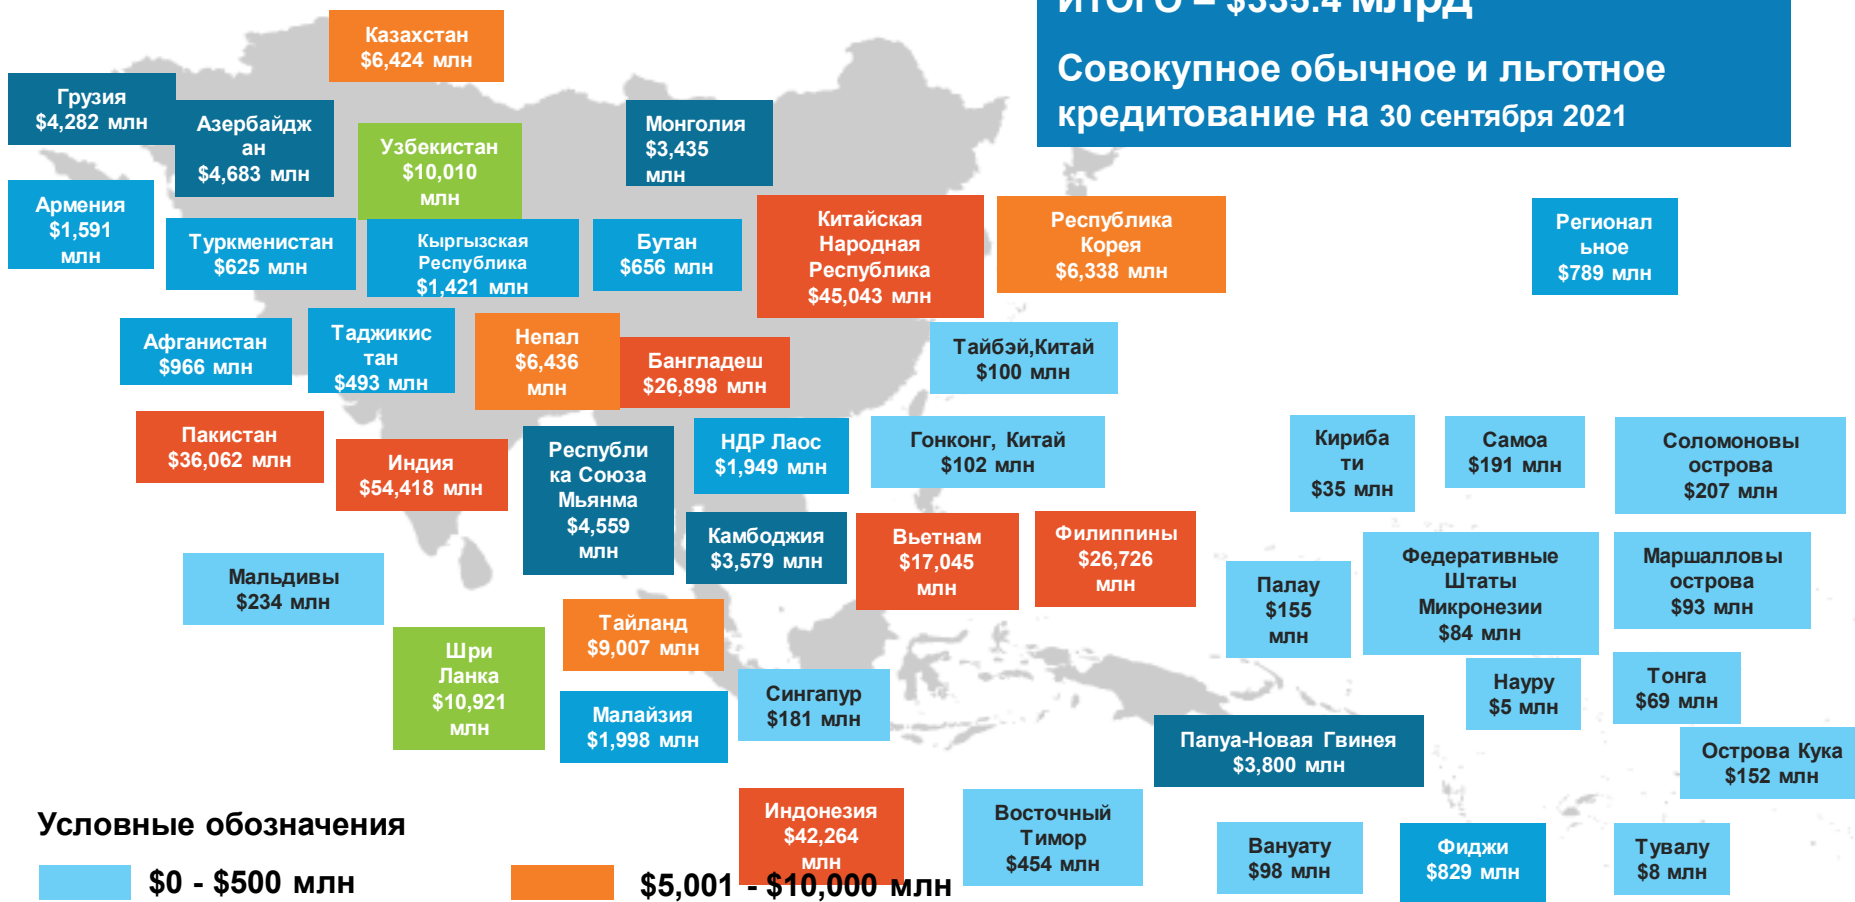 ИТОГО – $335.4 млрд
Совокупное обычное и льготное
кредитование на 30 сентября 2021
Казахстан
$6,424 млн
Грузия
$4,282 млн
Азербайдж
ан
$4,683 млн
Узбекистан
$10,010
млн
Монголия
$3,435
млн
Армения
$1,591
млн
Туркменистан
$625 млн
Кыргызская
Республика
$1,421 млн
Бутан
$656 млн
Китайская
Народная
Республика
$45,043 млн
Республика
Корея
$6,338 млн
Регионал
ьное
$789 млн
Афганистан
$966 млн
Таджикис
тан
$493 млн
Непал
$6,436
млн
Бангладеш
$26,898 млн
Тайбэй,Китай
$100 млн
Пакистан
$36,062 млн
Индия
$54,418 млн
Республи
ка Союза
Мьянма
$4,559
млн
НДР Лаос
$1,949 млн
Гонконг, Китай
$102 млн
Кириба
ти
$35 млн
Самоа
$191 млн
Соломоновы
острова
$207 млн
Камбоджия
$3,579 млн
Вьетнам
$17,045
млн
Филиппины
$26,726
млн
Мальдивы
$234 млн
Палау
$155
млн
Федеративные
Штаты
Микронезии
$84 млн
Маршалловы
острова
$93 млн
Шри
Ланка
$10,921
млн
Тайланд
$9,007 млн
Малайзия
$1,998 млн
Сингапур
$181 млн
Науру
$5 млн
Тонга
$69 млн
Папуа-Новая Гвинея
$3,800 млн
Острова Кука
$152 млн
Индонезия
$42,264
млн
Восточный
Тимор
$454 млн
Вануату
$98 млн
Фиджи
$829 млн
Тувалу
$8 млн
Условные обозначения
$0 - $500 млн
$5,001 - $10,000 млн